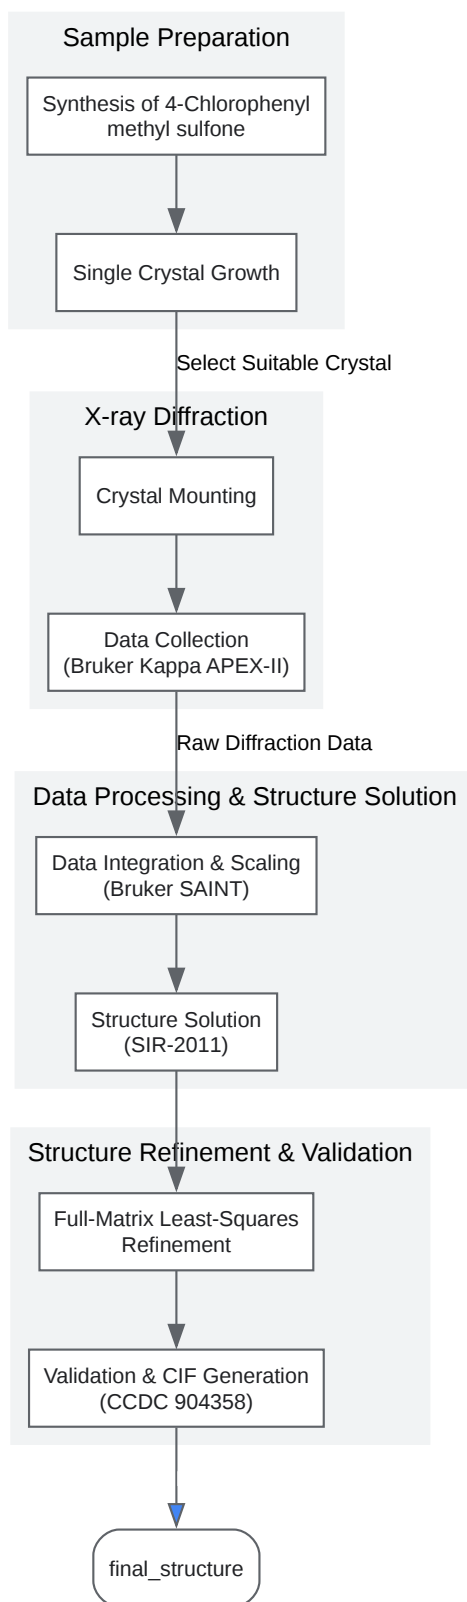 Sample Preparation
Synthesis of 4-Chlorophenyl
methyl sulfone
Single Crystal Growth
Select Suitable Crystal
X-ray Diffraction
Crystal Mounting
Data Collection
(Bruker Kappa APEX-II)
Raw Diffraction Data
Data Processing & Structure Solution
Data Integration & Scaling
(Bruker SAINT)
Structure Solution
(SIR-2011)
Structure Refinement & Validation
Full-Matrix Least-Squares
Refinement
Validation & CIF Generation
(CCDC 904358)
final_structure